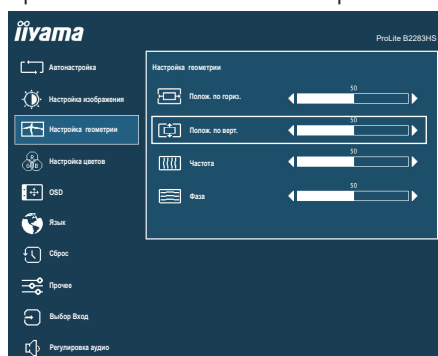 iiyama
ProLite B2283HS
Автонастройка
Настройка изображения
Настройка геометрии
Настройка цветов
OSD
Язык
Сброс
Прочее
Выбор Вход
Регулировка аудио
Настройка геометрии
Полож. по гориз.
50
Полож. по верт.
50
Частота
50
Фаза
50